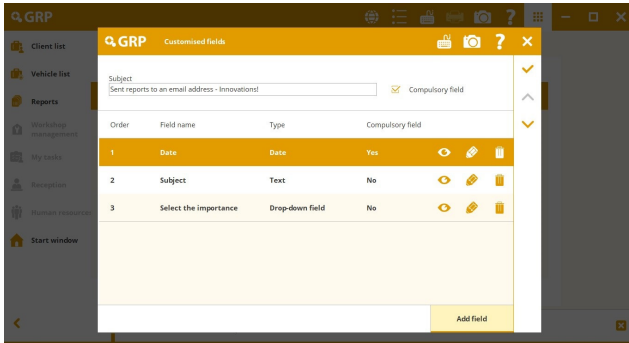 GRP
?
Client list
Vehicle list
Reports
Workshop
management
My tasks
Reception
Human resources
Start window
GRP Customised fields ?
Subject
Sent reports to an email address - Innovations!
Compulsory field
Order Field name Type Compulsory field
1 Date Date Yes
2 Subject Text No
3 Select the importance Drop-down field No
Add field